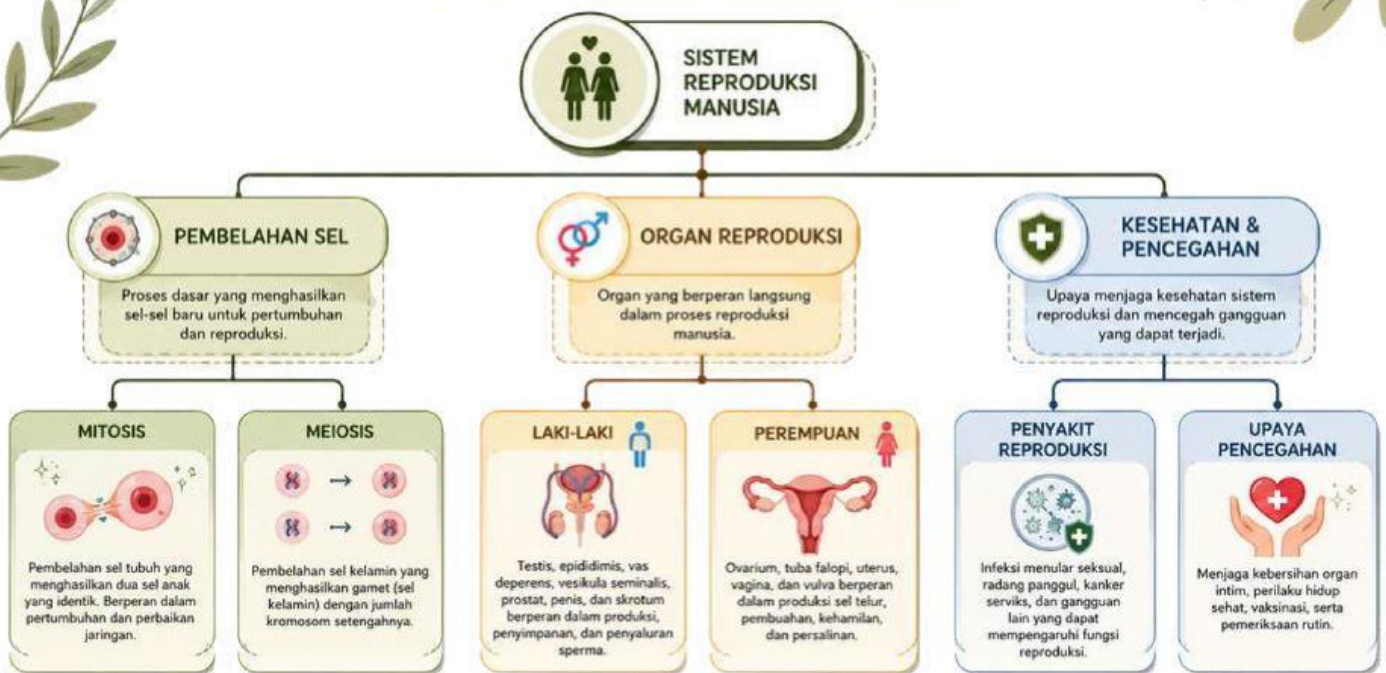 SISTEM
REPRODUKSI
MANUSIA
PEMBELAHAN SEL
Proses dasar yang menghasilkan
sel-sel baru untuk pertumbuhan
dan reproduksi.
ORGAN REPRODUKSI
Organ yang berperan langsung
dalam proses reproduksi
manusia.
KESEHATAN &
PENCEGAHAN
Upaya menjaga kesehatan sistem
reproduksi dan mencegah gangguan
yang dapat terjadi.
MITOSIS
Pembelahan sel tubuh yang
menghasilkan dua sel anak
yang identik. Berperan dalam
pertumbuhan dan perbaikan
jaringan.
MEIOSIS
Pembelahan sel kelamin yang
menghasilkan gamet (sel
kelamin) dengan jumlah
kromosom setengahnya.
LAKI-LAKI
Testis, epididimis, vas
deperens, vesikula seminalis,
prostat, penis, dan skrotum
berperan dalam produksi,
penyimpanan, dan penyaluran
sperma.
PEREMPUAN
Ovarium, tuba falopi, uterus,
vagina, dan vulva berperan
dalam produksi sel telur,
pembuahan, kehamilan,
dan persalinan.
PENYAKIT
REPRODUKSI
Infeksi menular seksual,
radang panggul, kanker
serviks, dan gangguan
lain yang dapat
mempengaruhi fungsi
reproduksi.
UPAYA
PENCEGAHAN
Menjaga kebersihan organ
intim, perilaku hidup
sehat, vaksinasi, serta
pemeriksaan rutin.